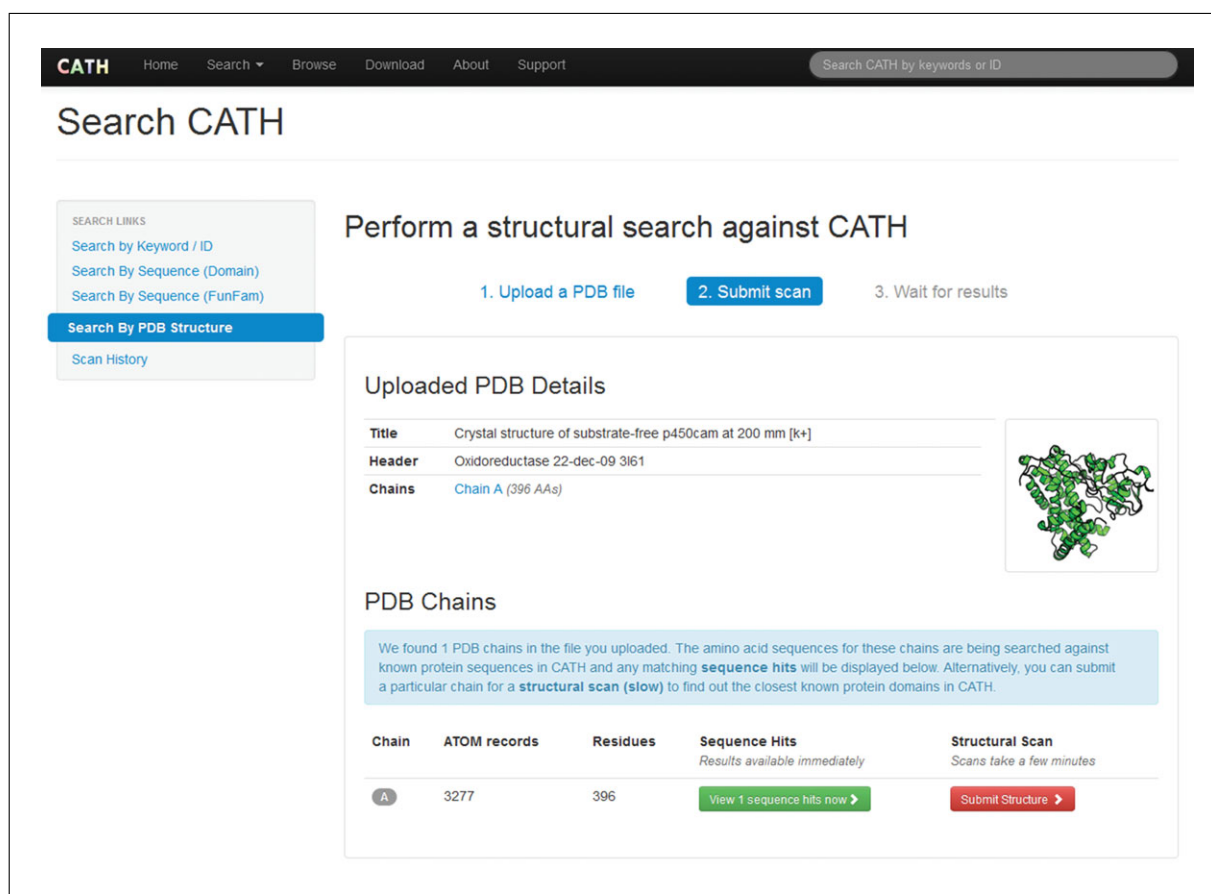 CATH Home Search Browse Download About Support Search CATH by keywords or ID
Search CATH
SEARCH LINKS
Search by Keyword / ID
Search By Sequence (Domain)
Search By Sequence (FunFam)
Search By PDB Structure
Scan History
Perform a structural search against CATH
1. Upload a PDB file 2. Submit scan 3. Wait for results
Uploaded PDB Details
Title Crystal structure of substrate-free p450cam at 200 mm [k+]
Header Oxidoreductase 22-dec-09 3l61
Chains Chain A (396 AAs)
PDB Chains
We found 1 PDB chains in the file you uploaded. The amino acid sequences for these chains are being searched against
known protein sequences in CATH and any matching sequence hits will be displayed below. Alternatively, you can submit
a particular chain for a structural scan (slow) to find out the closest known protein domains in CATH.
Chain ATOM records Residues Sequence Hits Structural Scan
Results available immediately Scans take a few minutes
A 3277 396 View 1 sequence hits now Submit Structure